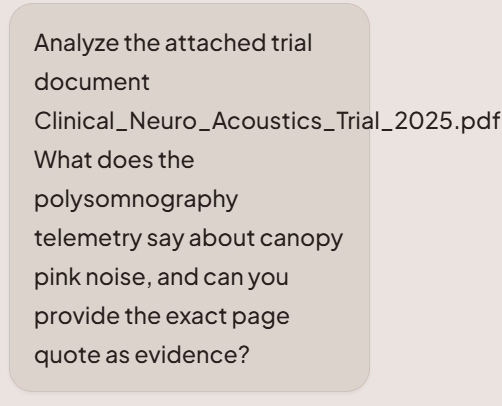 Analyze the attached trial
document
Clinical_Neuro_Acoustics_Trial_2025.pdf
What does the
polysomnography
telemetry say about canopy
pink noise, and can you
provide the exact page
quote as evidence?